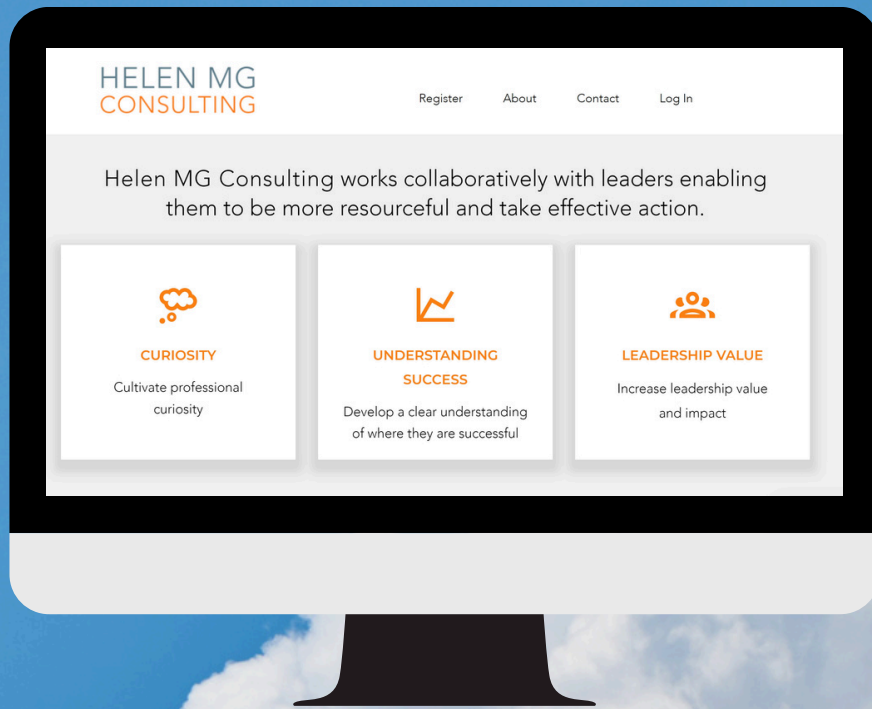 HELEN MG
CONSULTING
Register About Contact Log In
Helen MG Consulting works collaboratively with leaders enabling
them to be more resourceful and take effective action.
CURIOSITY
Cultivate professional
curiosity
UNDERSTANDING
SUCCESS
Develop a clear understanding
of where they are successful
LEADERSHIP VALUE
Increase leadership value
and impact